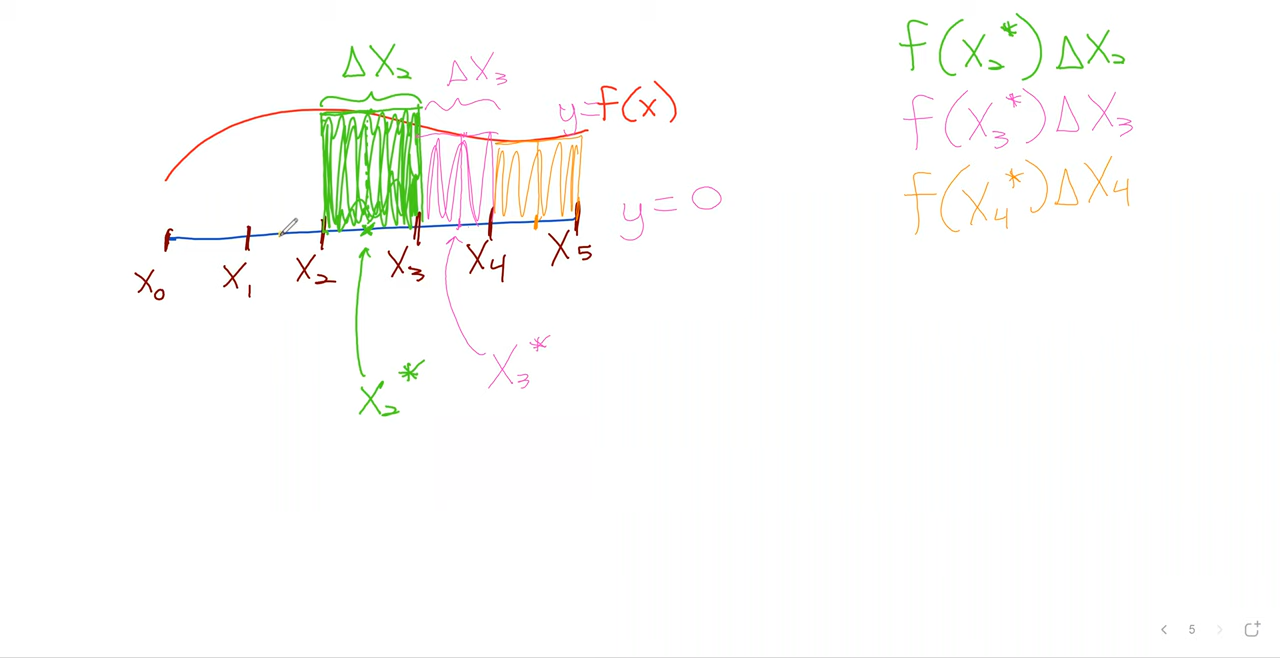 ΔX₂
ΔX₃
y=f(x)
y=0
X₀ X₁ X₂ X₃ X₄ X₅
X₂*
X₃*
f(X₂*)ΔX₂
f(X₃*)ΔX₃
f(X₄*)ΔX₄
5